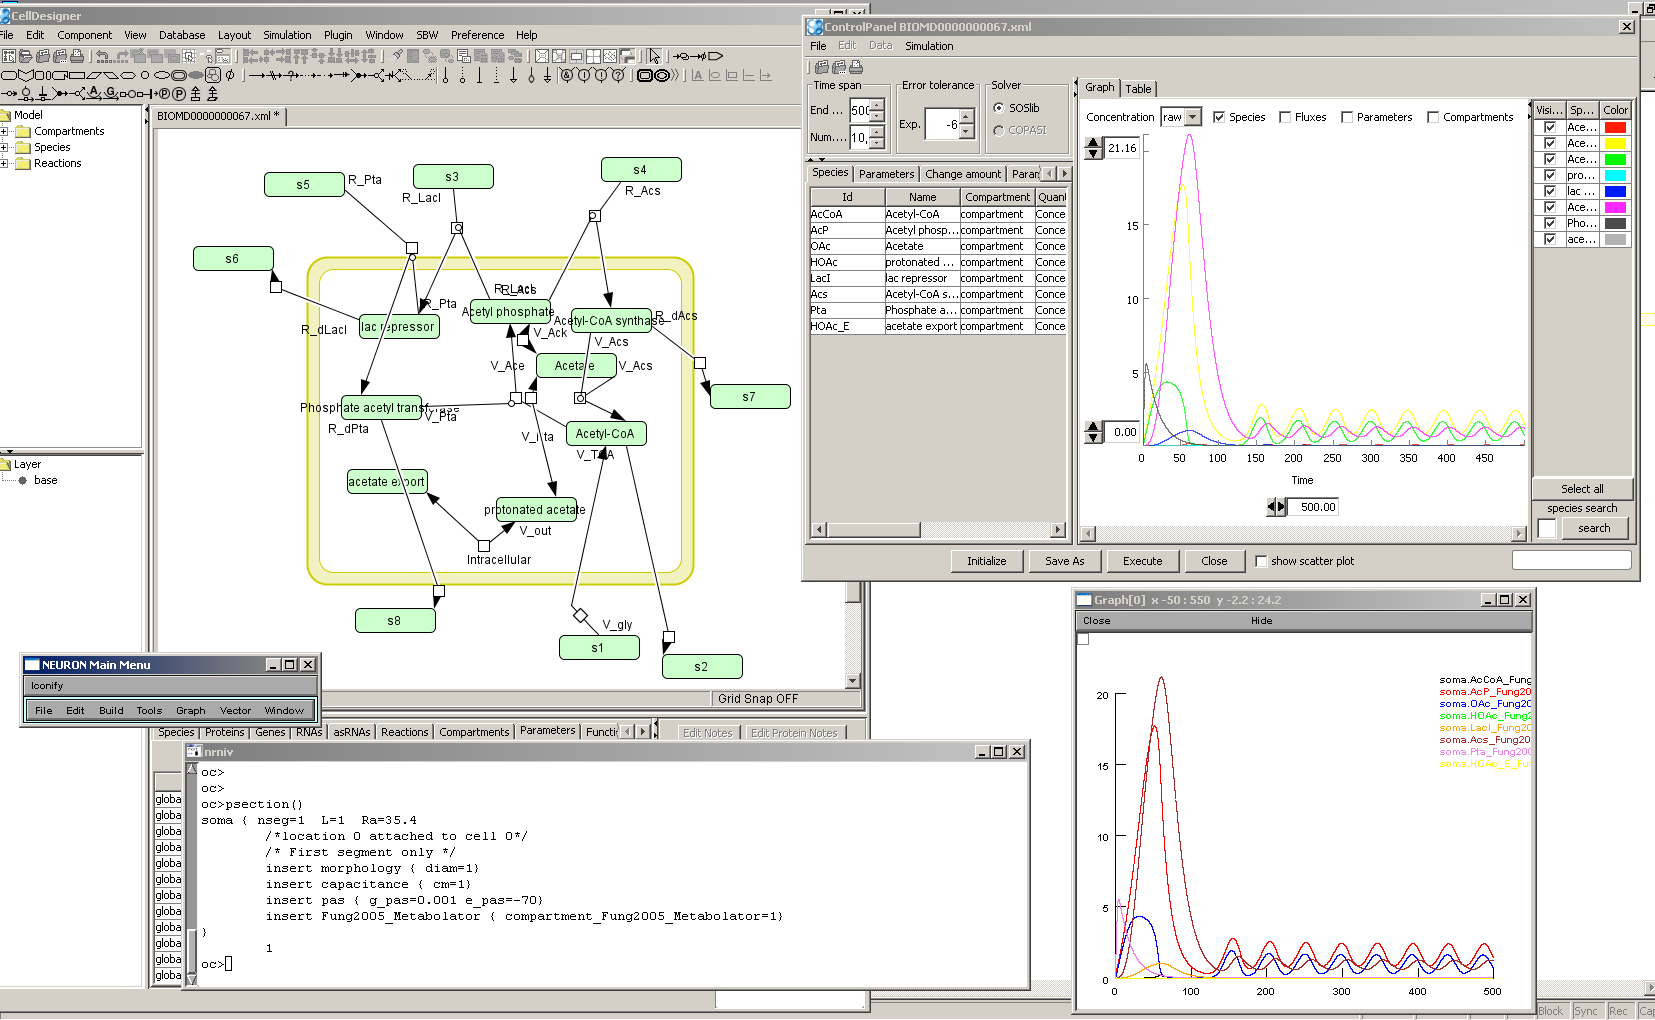 CellDesigner
File Edit Component View Database Layout Simulation Plugin Window SBW Preference Help
Model
Compartments
Species
Reactions
Layer
base
BIOMD0000000067.xml *
s5
R_Pta
s3
R_LacI
s4
R_Acs
s6
R_dLacI
lac repressor
R_Pta
R_LacI
R_Acs
Acetyl phosphate
Acetyl-CoA synthase
R_dAcs
V_Ack
V_Acs
V_Ace
Acetate
V_Acs
s7
Phosphate acetyl transferase
V_Pta
R_dPta
Acetyl-CoA
V_TCA
acetate export
protonated acetate
V_out
Intracellular
s8
V_gly
s1
s2
Grid Snap OFF
Species Proteins Genes RNAs asRNAs Reactions Compartments Parameters Functi
Edit Notes Edit Protein Notes
globa
globa
globa
globa
globa
globa
globa
globa
globa
globa
globa
globa
NEURON Main Menu
Iconify
File Edit Build Tools Graph Vector Window
nrniv
oc>
oc>
oc>psection()
soma { nseg=1 L=1 Ra=35.4
/*location 0 attached to cell 0*/
/* First segment only */
insert morphology { diam=1}
insert capacitance { cm=1}
insert pas { g_pas=0.001 e_pas=-70}
insert Fung2005_Metabolator { compartment_Fung2005_Metabolator=1}
}
1
oc>
ControlPanel BIOMD0000000067.xml
File Edit Data Simulation
Time span
End ... 500
Num.... 10,
Error tolerance
Exp. -6
Solver
SOSlib
COPASI
Species Parameters Change amount Param
Id Name Compartment Quant
AcCoA Acetyl-CoA compartment Conce
AcP Acetyl phosp... compartment Conce
OAc Acetate compartment Conce
HOAc protonated ... compartment Conce
LacI lac repressor compartment Conce
Acs Acetyl-CoA s... compartment Conce
Pta Phosphate a... compartment Conce
HOAc_E acetate export compartment Conce
Graph Table
Concentration raw Species Fluxes Parameters Compartments
21.16
15
10
5
0.00
0 50 100 150 200 250 300 350 400 450
Time
500.00
Visi... Sp... Color
Ace...
Ace...
Ace...
pro...
lac ...
Ace...
Pho...
ace...
Select all
species search
search
Initialize Save As Execute Close show scatter plot
Graph[0] x -50 : 550 y -2.2 : 24.2
Close Hide
soma.AcCoA_Fung
soma.AcP_Fung20
soma.OAc_Fung20
soma.HOAc_Fung2
soma.LacI_Fung20
soma.Acs_Fung20
soma.Pta_Fung200
soma.HOAc_E_Fur
20
15
10
5
0
0 100 200 300 400 500
Block Sync Rec Cap